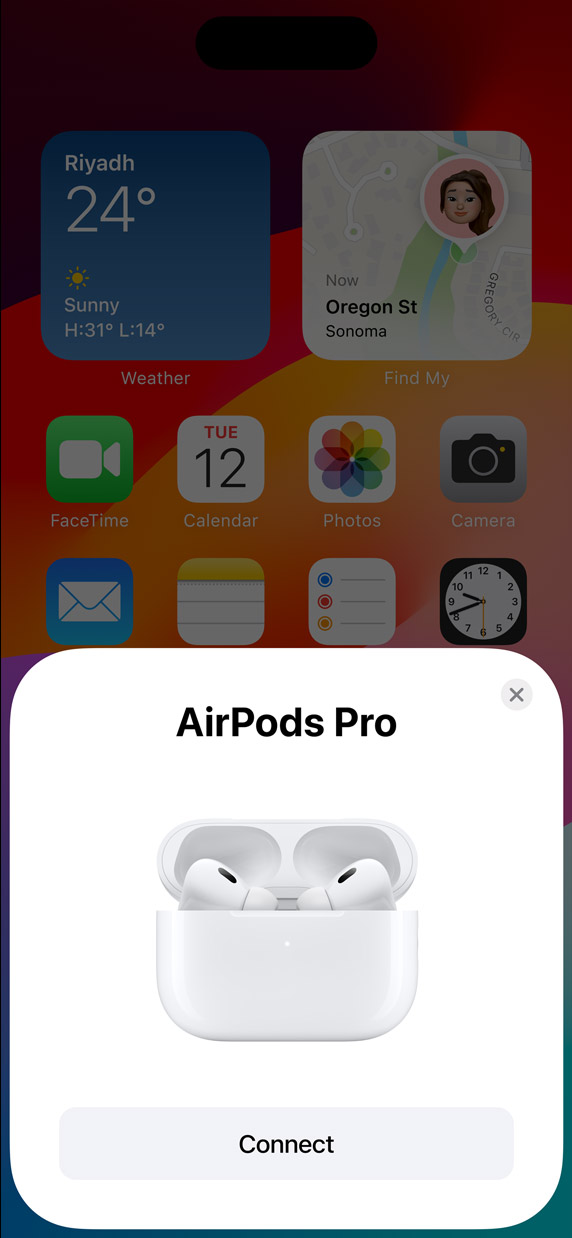 Riyadh
24°
Sunny
H:31° L:14°
Weather
Now
Oregon St
Sonoma
GREGORY CIR
Find My
TUE
12
FaceTime
Calendar
Photos
Camera
12
11
1
10
2
9
3
8
4
7
5
6
AirPods Pro
Connect